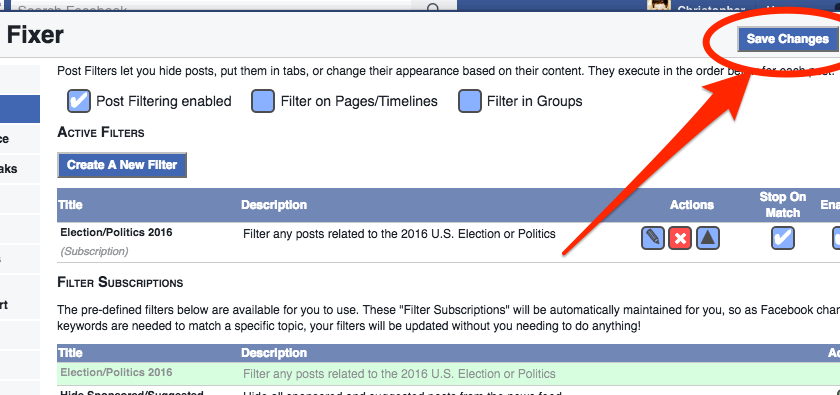 Search Facebook
Christopher
Fixer
Save Changes
Post Filters let you hide posts, put them in tabs, or change their appearance based on their content. They execute in the order below for each post.
Post Filtering enabled
Filter on Pages/Timelines
Filter in Groups
ACTIVE FILTERS
Create A New Filter
Title Description Actions Stop On Match Ena
Election/Politics 2016 Filter any posts related to the 2016 U.S. Election or Politics
(Subscription)
FILTER SUBSCRIPTIONS
The pre-defined filters below are available for you to use. These "Filter Subscriptions" will be automatically maintained for you, so as Facebook char
keywords are needed to match a specific topic, your filters will be updated without you needing to do anything!
Title Description Ac
Election/Politics 2016 Filter any posts related to the 2016 U.S. Election or Politics
Hide Sponsored/Suggested Hide all sponsored and suggested posts from the news feed
ce
aks
s
rt